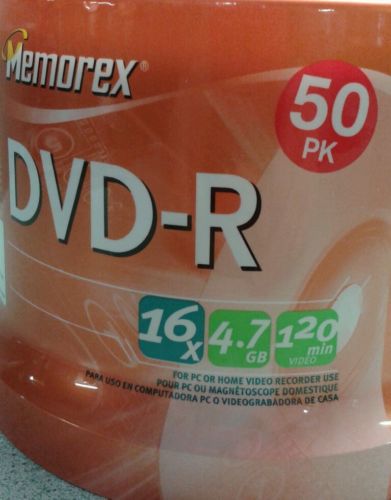 Memorex®
50
PK
DVD-R
16x
4.7
GB
120
min
VIDEO
FOR PC OR HOME VIDEO RECORDER USE
POUR PC OU MAGNÉTOSCOPE DOMESTIQUE
PARA USO EN COMPUTADORA PC O VIDEOGRABADORA DE CASA